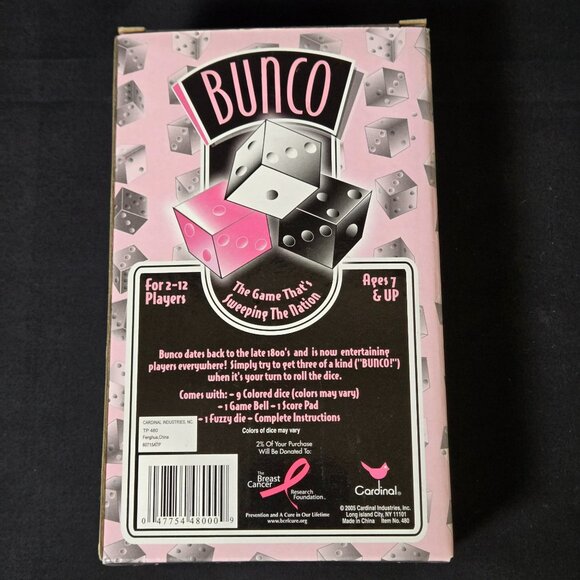 BUNCO
The Game That's
Sweeping The Nation
For 2-12
Players
Ages 7
& UP
Bunco dates back to the late 1800's and is now entertaining
players everywhere! Simply try to get three of a kind ("BUNCO!")
when it's your turn to roll the dice.
Comes with: - 9 Colored dice (colors may vary)
- 1 Game Bell - 1 Score Pad
- 1 Fuzzy die - Complete Instructions
Colors of dice may vary
CARDINAL INDUSTRIES, INC.
TP 480
Fenghua, China
2% Of Your Purchase
Will Be Donated To:
The
Breast
Cancer
Research
Foundation
Prevention and A Cure in Our Lifetime
www.bcrfcure.org
Cardinal®
© 2005 Cardinal Industries, Inc.
Long Island City, NY 11101
Made in China Item No. 480
0 47754 48000 9